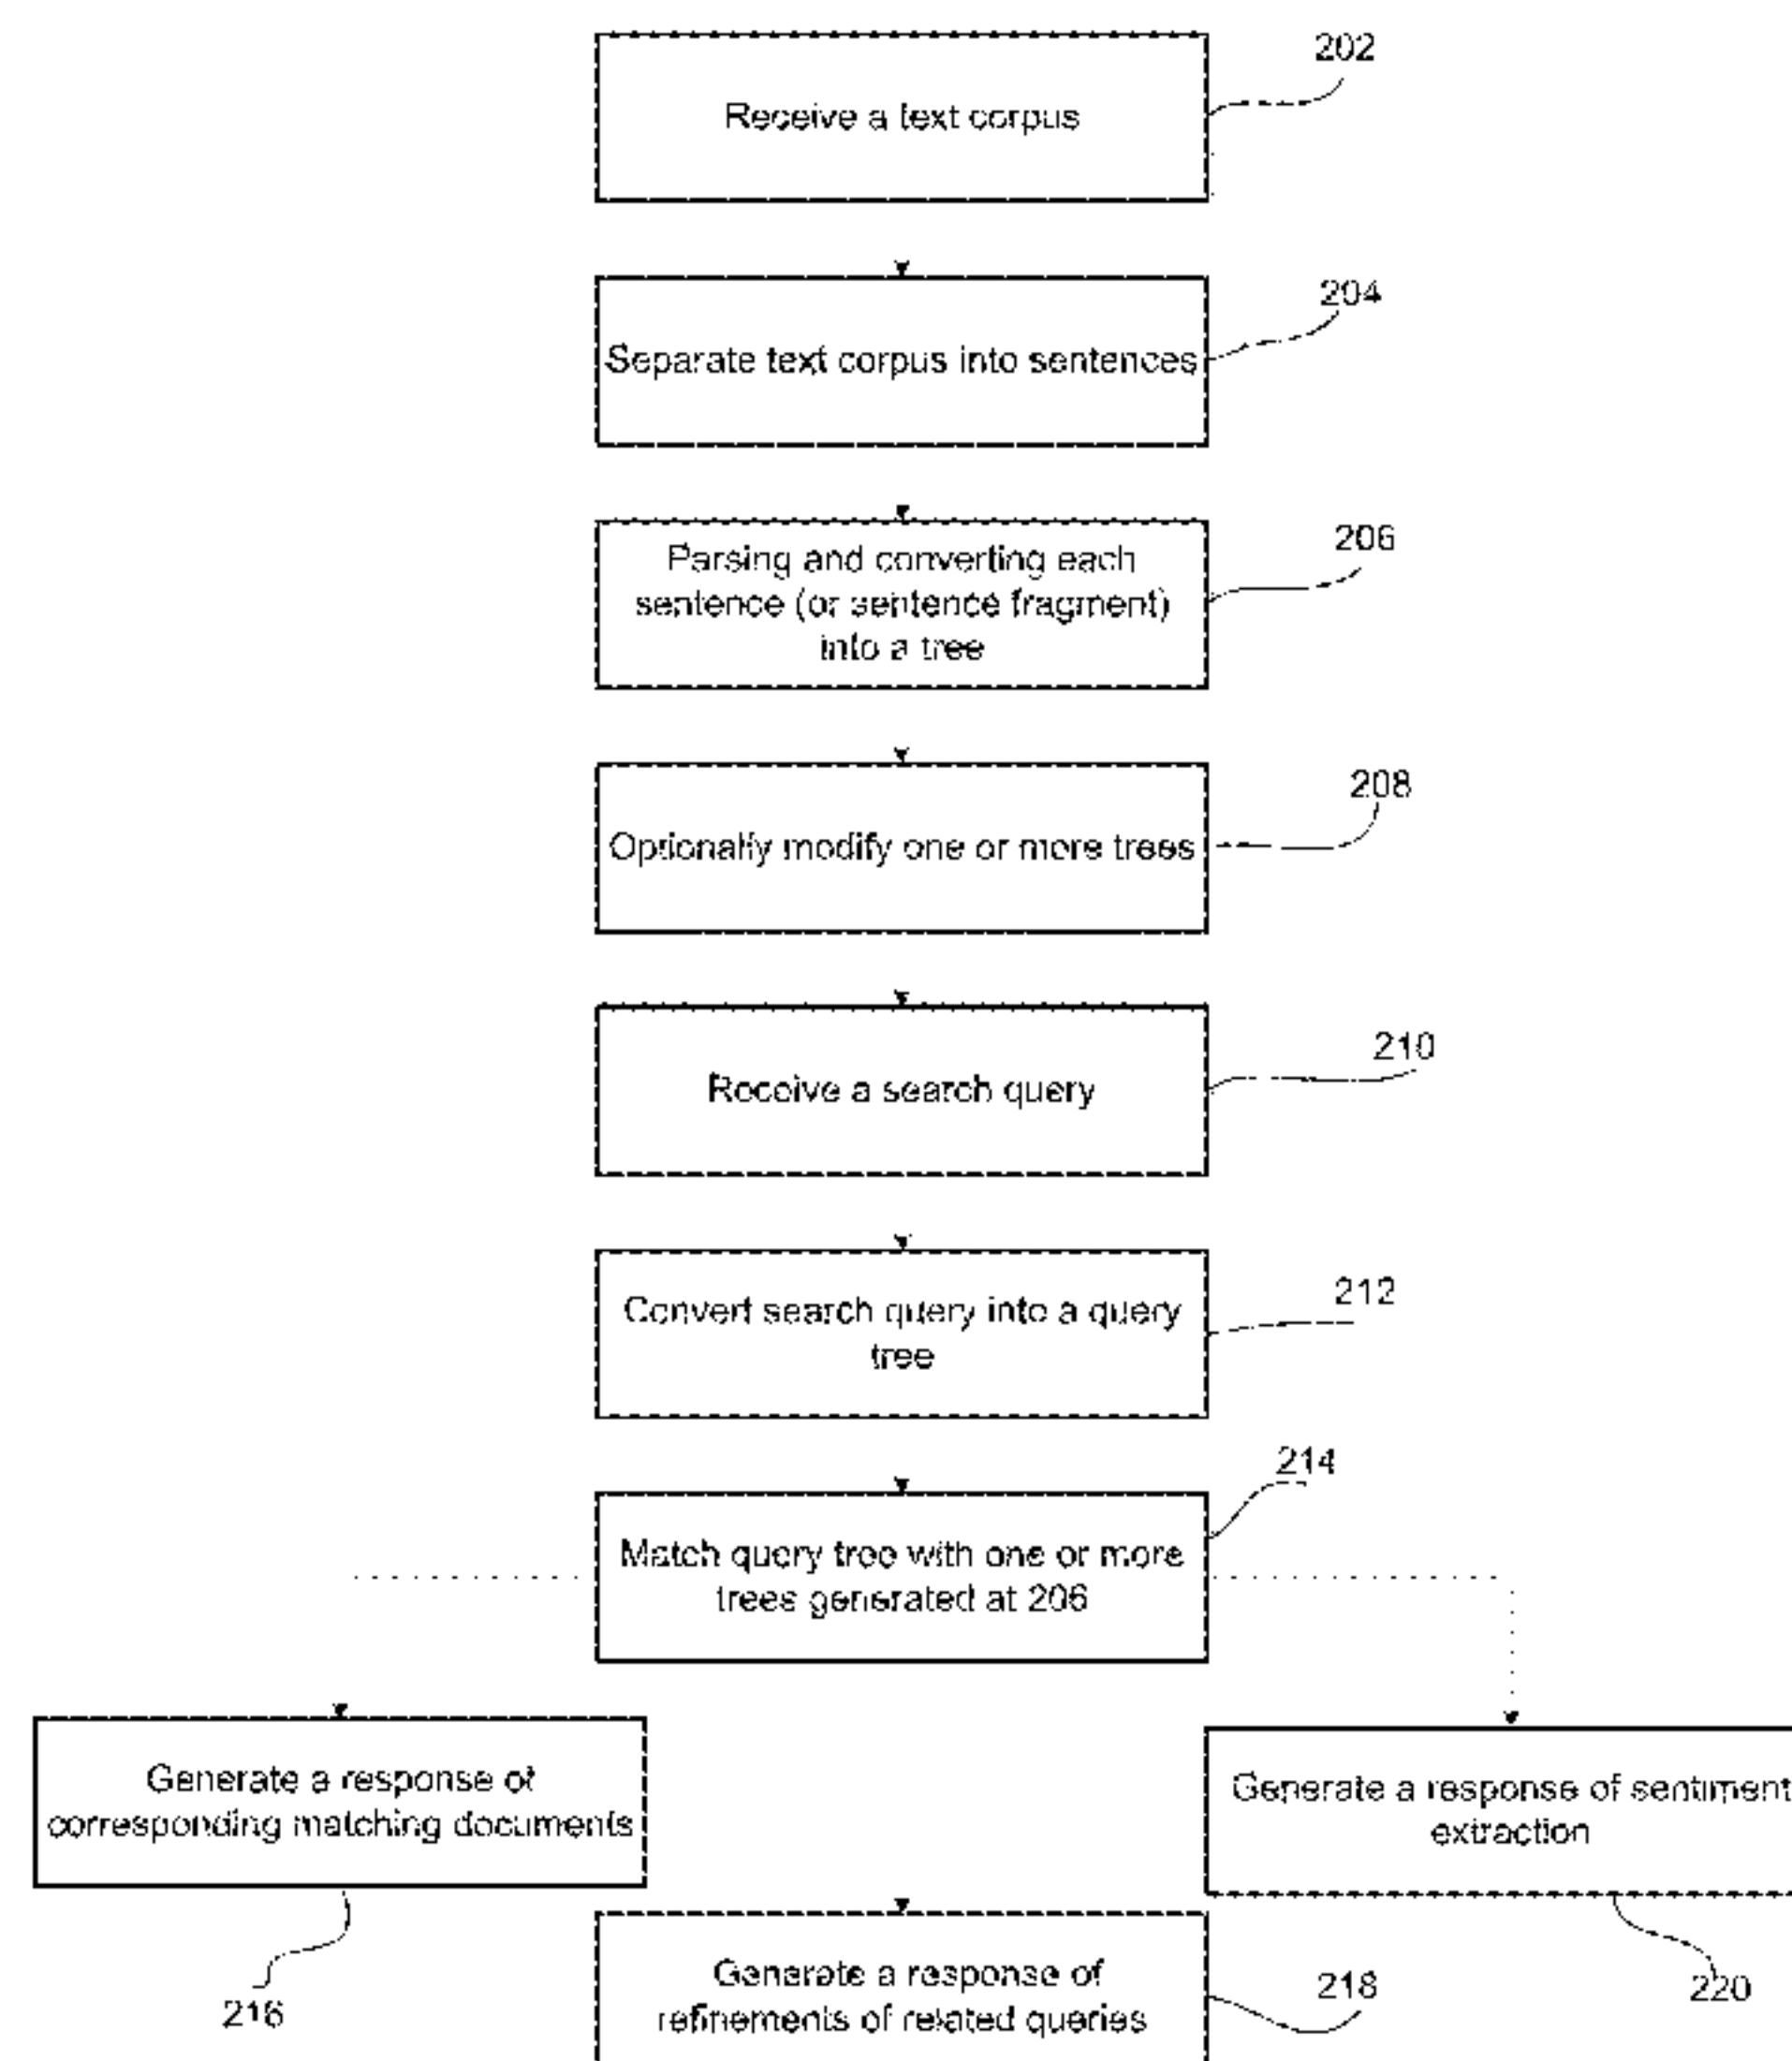 Receive a text corpus
202
Separate text corpus into sentences
204
Parsing and converting each
sentence (or sentence fragment)
into a tree
206
Optionally modify one or more trees
208
Receive a search query
210
Convert search query into a query
tree
212
Match query tree with one or more
trees generated at 206
214
Generate a response of
corresponding matching documents
216
Generate a response of
refinements of related queries
218
Generate a response of sentiment
extraction
220